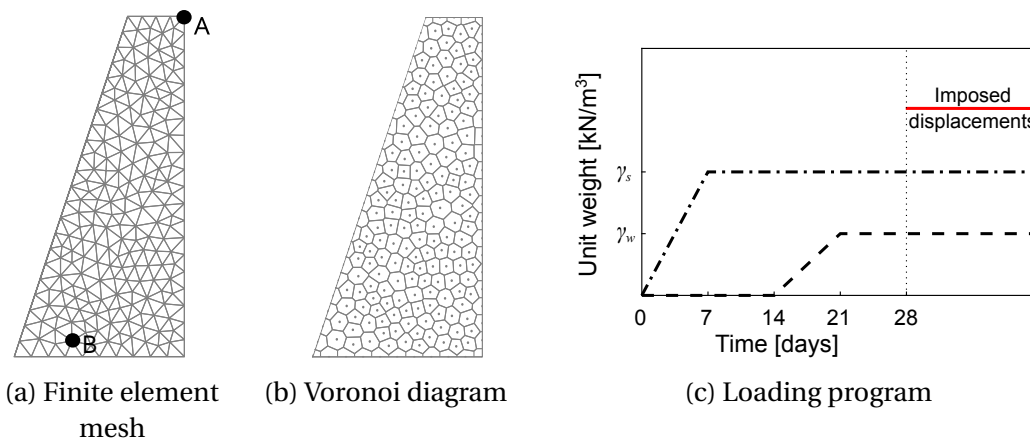 A
B
(a) Finite element
mesh
(b) Voronoi diagram
Unit weight [kN/m³]
γs
γw
Imposed
displacements
0 7 14 21 28
Time [days]
(c) Loading program